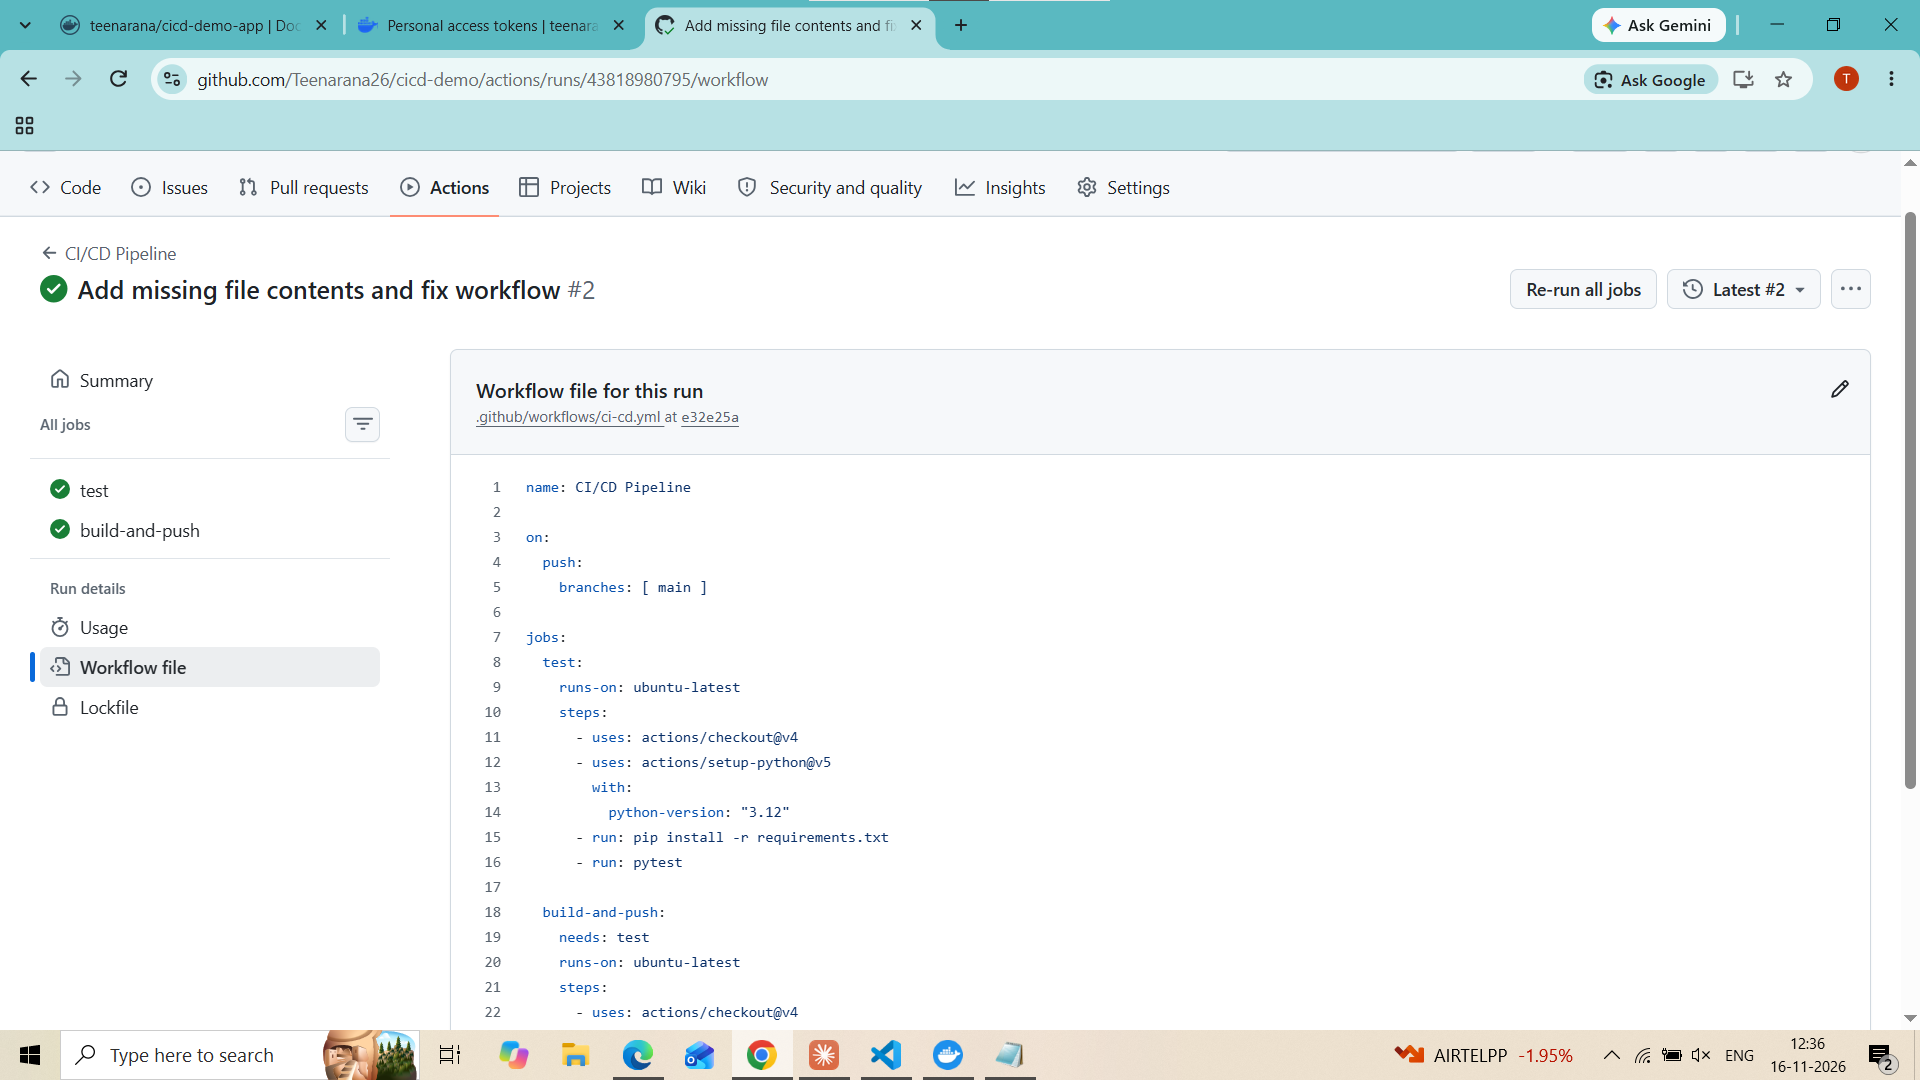 teenarana/cicd-demo-app | Doc
Personal access tokens | teenara
Add missing file contents and fi
Ask Gemini
github.com/Teenarana26/cicd-demo/actions/runs/43818980795/workflow
Ask Google
T
Code
Issues
Pull requests
Actions
Projects
Wiki
Security and quality
Insights
Settings
CI/CD Pipeline
Add missing file contents and fix workflow #2
Re-run all jobs
Latest #2
Summary
All jobs
test
build-and-push
Run details
Usage
Workflow file
Lockfile
Workflow file for this run
.github/workflows/ci-cd.yml at e32e25a
1 name: CI/CD Pipeline
2
3 on:
4 push:
5 branches: [ main ]
6
7 jobs:
8 test:
9 runs-on: ubuntu-latest
10 steps:
11 - uses: actions/checkout@v4
12 - uses: actions/setup-python@v5
13 with:
14 python-version: "3.12"
15 - run: pip install -r requirements.txt
16 - run: pytest
17
18 build-and-push:
19 needs: test
20 runs-on: ubuntu-latest
21 steps:
22 - uses: actions/checkout@v4
Type here to search
AIRTELPP -1.95%
ENG
12:36
16-11-2026
2